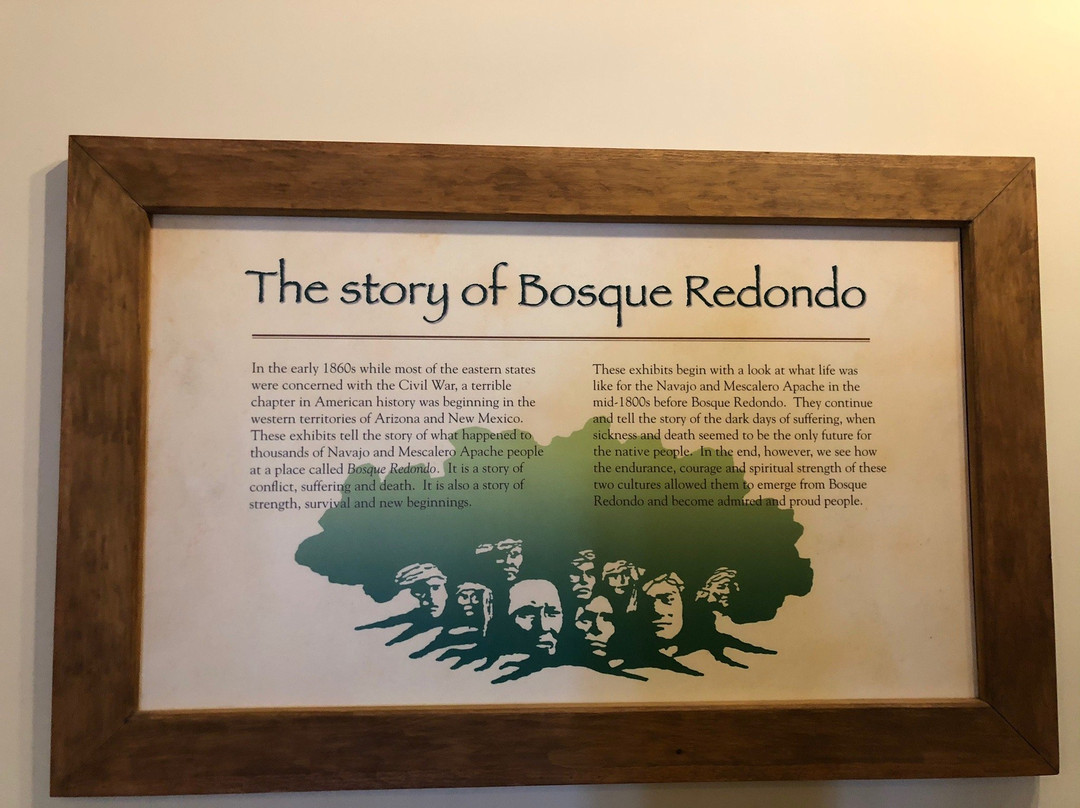 The story of Bosque Redondo
In the early 1860s while most of the eastern states
were concerned with the Civil War, a terrible
chapter in American history was beginning in the
western territories of Arizona and New Mexico.
These exhibits tell the story of what happened to
thousands of Navajo and Mescalero Apache people
at a place called Bosque Redondo. It is a story of
conflict, suffering and death. It is also a story of
strength, survival and new beginnings.
These exhibits begin with a look at what life was
like for the Navajo and Mescalero Apache in the
mid-1800s before Bosque Redondo. They continue
and tell the story of the dark days of suffering, when
sickness and death seemed to be the only future for
the native people. In the end, however, we see how
the endurance, courage and spiritual strength of these
two cultures allowed them to emerge from Bosque
Redondo and become admired and proud people.